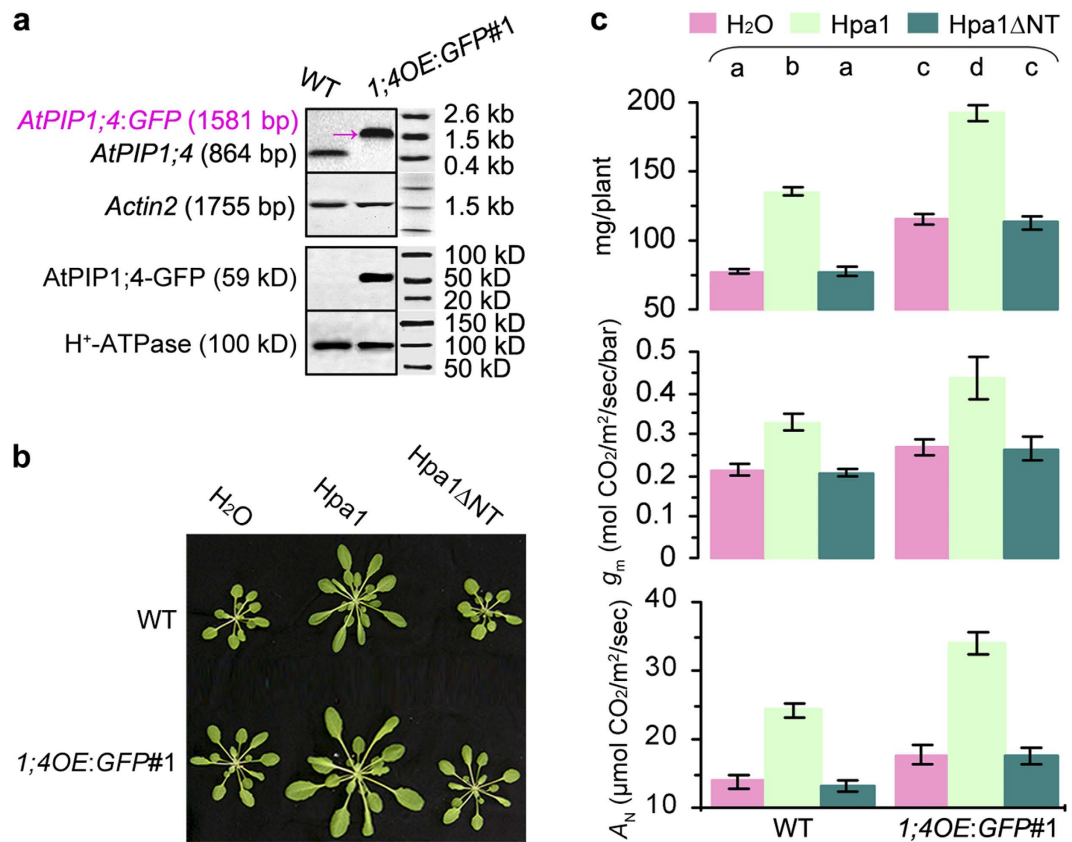 a
WT
1;4OE:GFP#1
AtPIP1;4:GFP (1581 bp)
→
AtPIP1;4 (864 bp)
2.6 kb
1.5 kb
0.4 kb
Actin2 (1755 bp)
1.5 kb
AtPIP1;4-GFP (59 kD)
100 kD
50 kD
20 kD
H⁺-ATPase (100 kD)
150 kD
100 kD
50 kD
b
H₂O
Hpa1
Hpa1ΔNT
WT
1;4OE:GFP#1
c
H₂O Hpa1 Hpa1ΔNT
a b a c d c
mg/plant
200
150
100
50
gₘ (mol CO₂/m²/sec/bar)
0.5
0.4
0.3
0.2
0.1
0
A_N (µmol CO₂/m²/sec)
40
30
20
10
WT 1;4OE:GFP#1